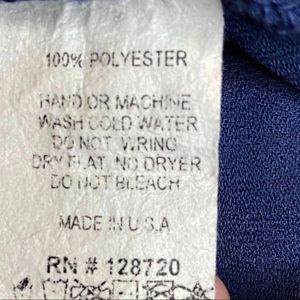 100% POLYESTER
HAND OR MACHINE
WASH COLD WATER
DO NOT WRING
DRY FLAT NO DRYER
DO NOT BLEACH
MADE IN U.S.A
RN # 128720